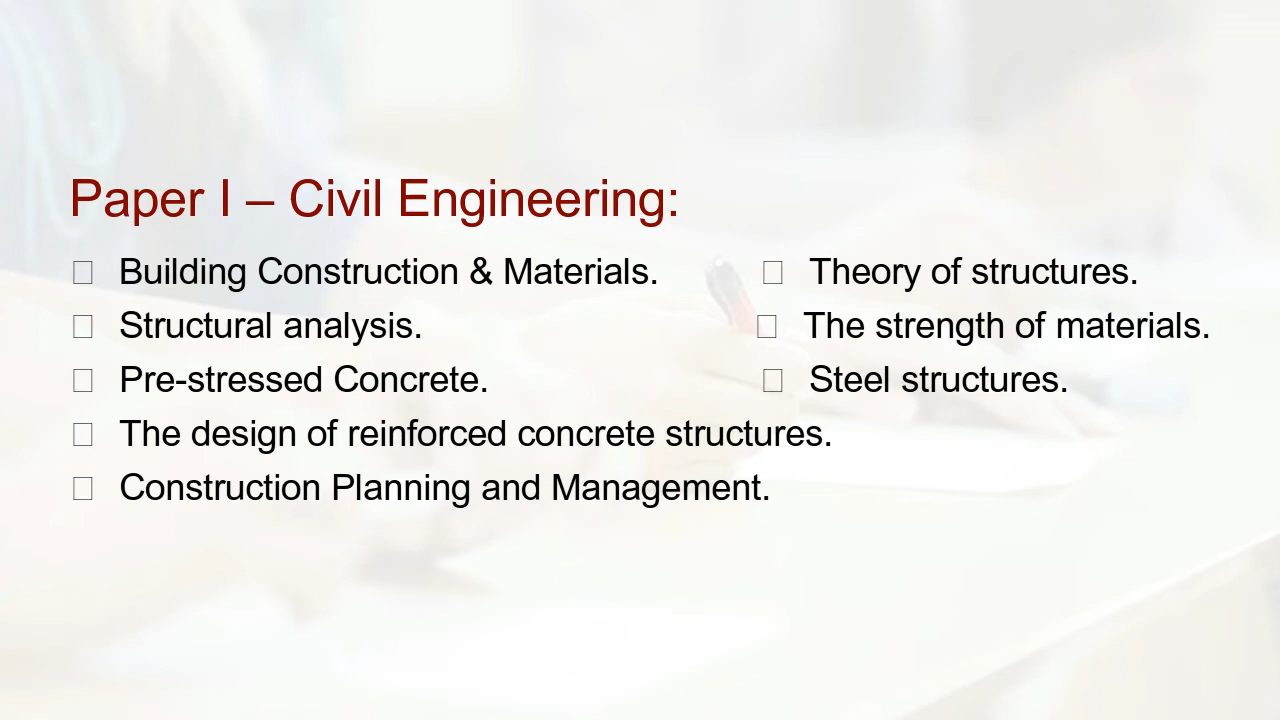 Paper I – Civil Engineering:
Building Construction & Materials. Theory of structures.
Structural analysis. The strength of materials.
Pre-stressed Concrete. Steel structures.
The design of reinforced concrete structures.
Construction Planning and Management.